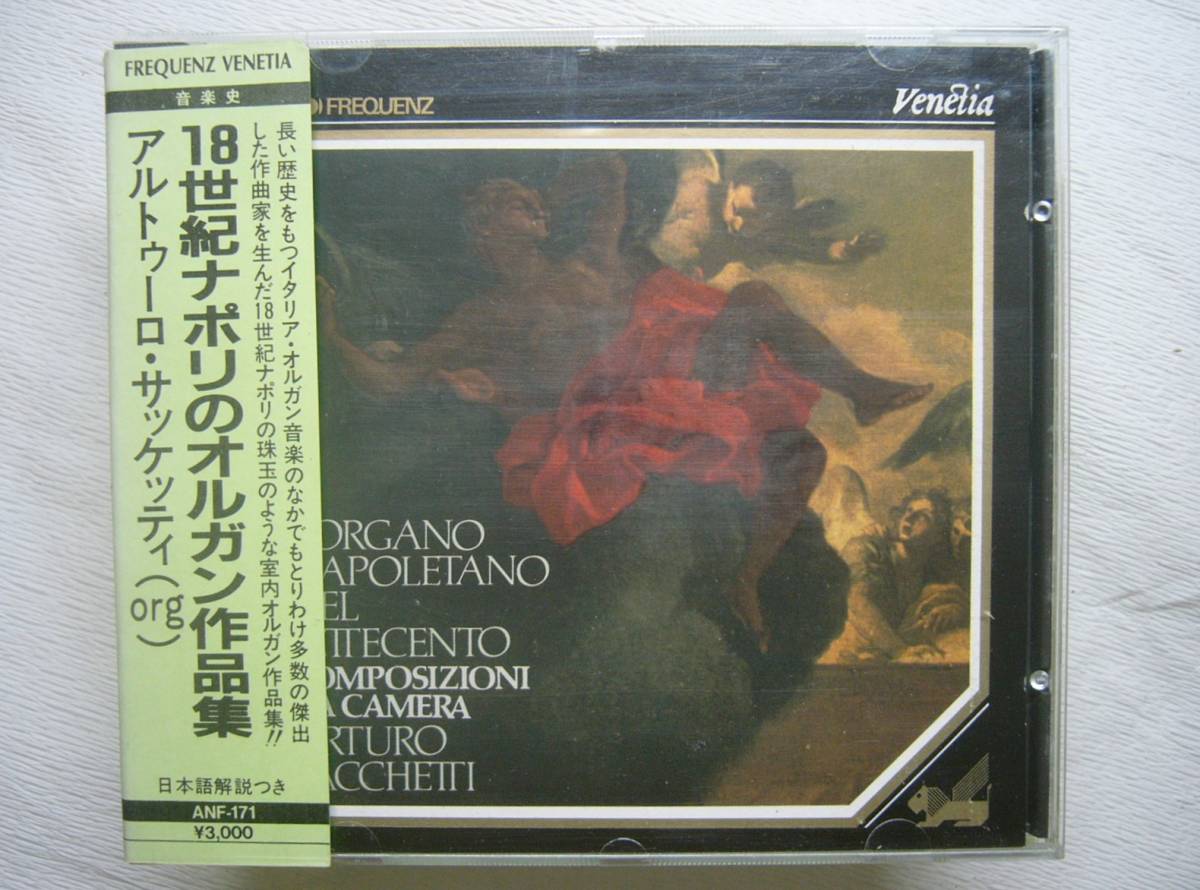 FREQUENZ VENETIA
音楽史
長い歴史をもつイタリア・オルガン音楽のなかでもとりわけ多数の傑出
した作曲家を生んだ18世紀ナポリの珠玉のような室内オルガン作品集!!
18世紀ナポリのオルガン作品集
アルトゥーロ・サッケッティ(org)
日本語解説つき
ANF-171
¥3,000
FREQUENZ
Venetia
ORGANO
APOLETANO
EL
TTECENTO
OMPOSIZIONI
A CAMERA
RTURO
ACCHETTI